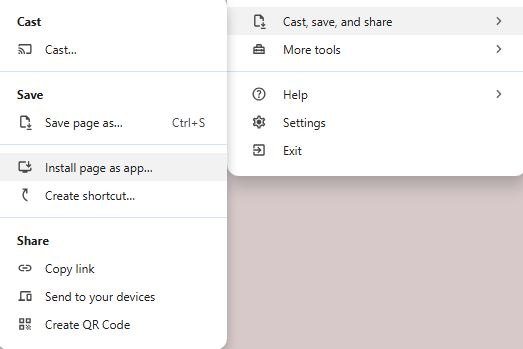 Cast
Cast...
Save
Save page as... Ctrl+S
Install page as app...
Create shortcut...
Share
Copy link
Send to your devices
Create QR Code
Cast, save, and share
More tools
Help
Settings
Exit